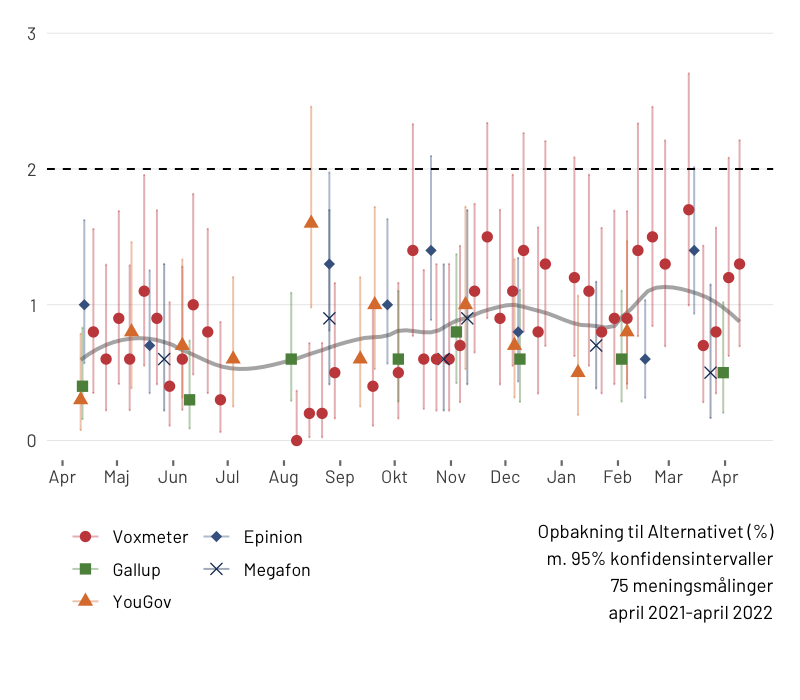 3
2
1
0
Apr Maj Jun Jul Aug Sep Okt Nov Dec Jan Feb Mar Apr
Voxmeter Epinion
Gallup Megafon
YouGov
Opbakning til Alternativet (%)
m. 95% konfidensintervaller
75 meningsmålinger
april 2021-april 2022